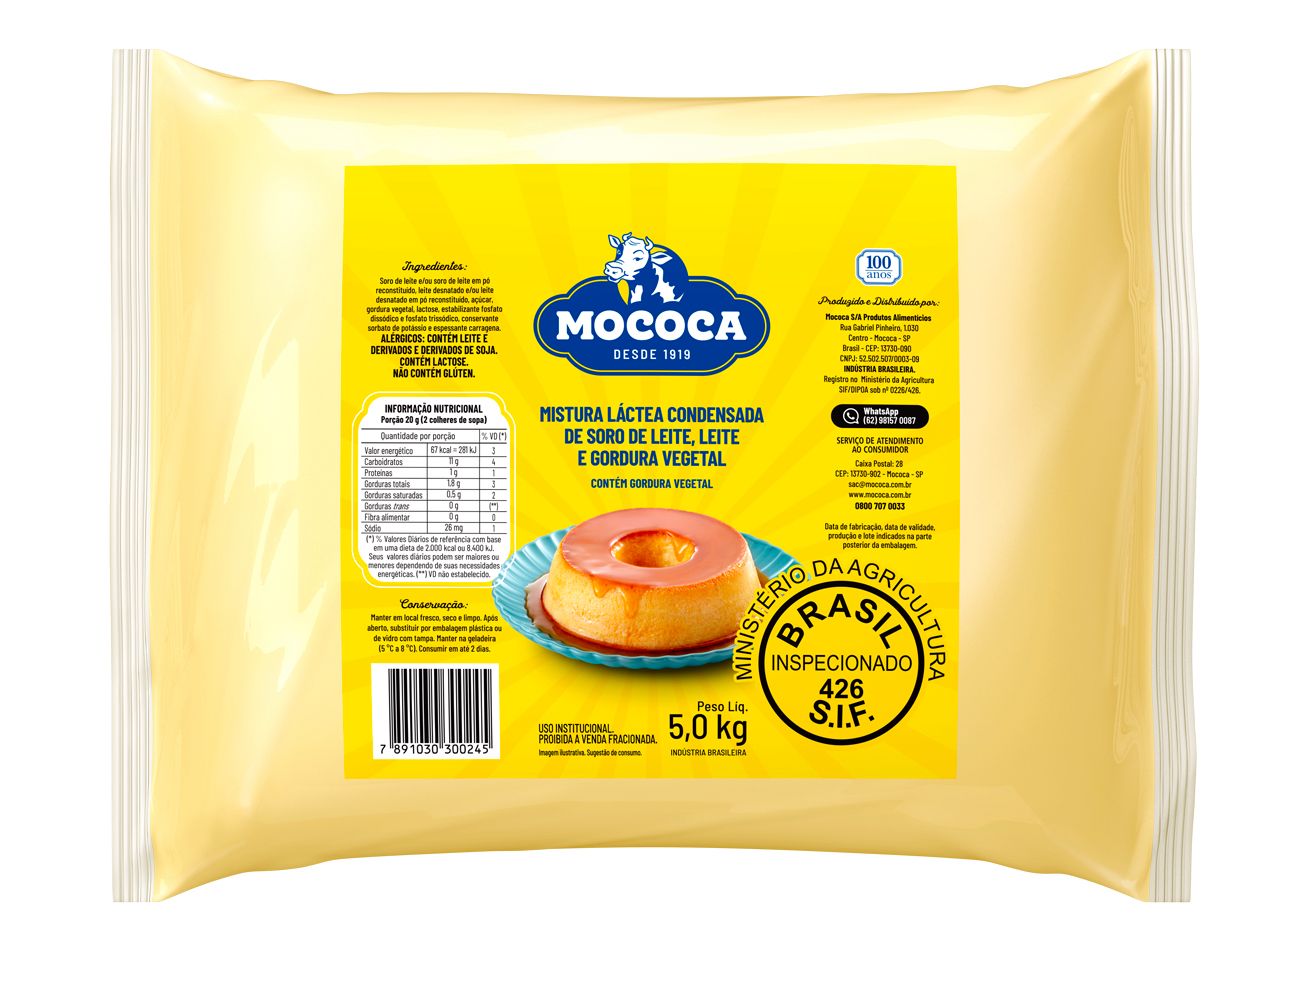 Ingredientes:
Soro de leite e/ou soro de leite em pó
reconstituído, leite desnatado e/ou leite
desnatado em pó reconstituído, açúcar,
gordura vegetal, lactose, estabilizante fosfato
dissódico e fosfato trissódico, conservante
sorbato de potássio e espessante carragena.
ALÉRGICOS: CONTÉM LEITE E
DERIVADOS E DERIVADOS DE SOJA.
CONTÉM LACTOSE.
NÃO CONTÉM GLÚTEN.
INFORMAÇÃO NUTRICIONAL
Porção 20 g (2 colheres de sopa)
Quantidade por porção % VD (*)
Valor energético 67 kcal = 281 kJ 3
Carboidratos 11 g 4
Proteínas 1 g 1
Gorduras totais 1,8 g 3
Gorduras saturadas 0,5 g 2
Gorduras trans 0 g (**)
Fibra alimentar 0 g 0
Sódio 26 mg 1
(*) % Valores Diários de referência com base
em uma dieta de 2.000 kcal ou 8.400 kJ.
Seus valores diários podem ser maiores ou
menores dependendo de suas necessidades
energéticas. (**) VD não estabelecido.
Conservação:
Manter em local fresco, seco e limpo. Após
aberto, substituir por embalagem plástica ou
de vidro com tampa. Manter na geladeira
(5 °C a 8 °C). Consumir em até 2 dias.
7 891030 300245
MOCOCA
DESDE 1919
MISTURA LÁCTEA CONDENSADA
DE SORO DE LEITE, LEITE
E GORDURA VEGETAL
CONTÉM GORDURA VEGETAL
USO INSTITUCIONAL.
PROIBIDA A VENDA FRACIONADA.
Imagem ilustrativa. Sugestão de consumo.
Peso Líq.
5,0 kg
INDÚSTRIA BRASILEIRA
100
anos
Produzido e Distribuído por:
Mococa S/A Produtos Alimentícios
Rua Gabriel Pinheiro, 1.030
Centro - Mococa - SP
Brasil - CEP: 13730-090
CNPJ: 52.502.507/0003-09
INDÚSTRIA BRASILEIRA.
Registro no Ministério da Agricultura
SIF/DIPOA sob nº 0226/426.
WhatsApp
(62) 98157 0087
SERVIÇO DE ATENDIMENTO
AO CONSUMIDOR
Caixa Postal: 28
CEP: 13730-902 - Mococa - SP
sac@mococa.com.br
www.mococa.com.br
0800 707 0033
Data de fabricação, data de validade,
produção e lote indicados na parte
posterior da embalagem.
MINISTÉRIO DA AGRICULTURA
BRASIL
INSPECIONADO
426
S.I.F.